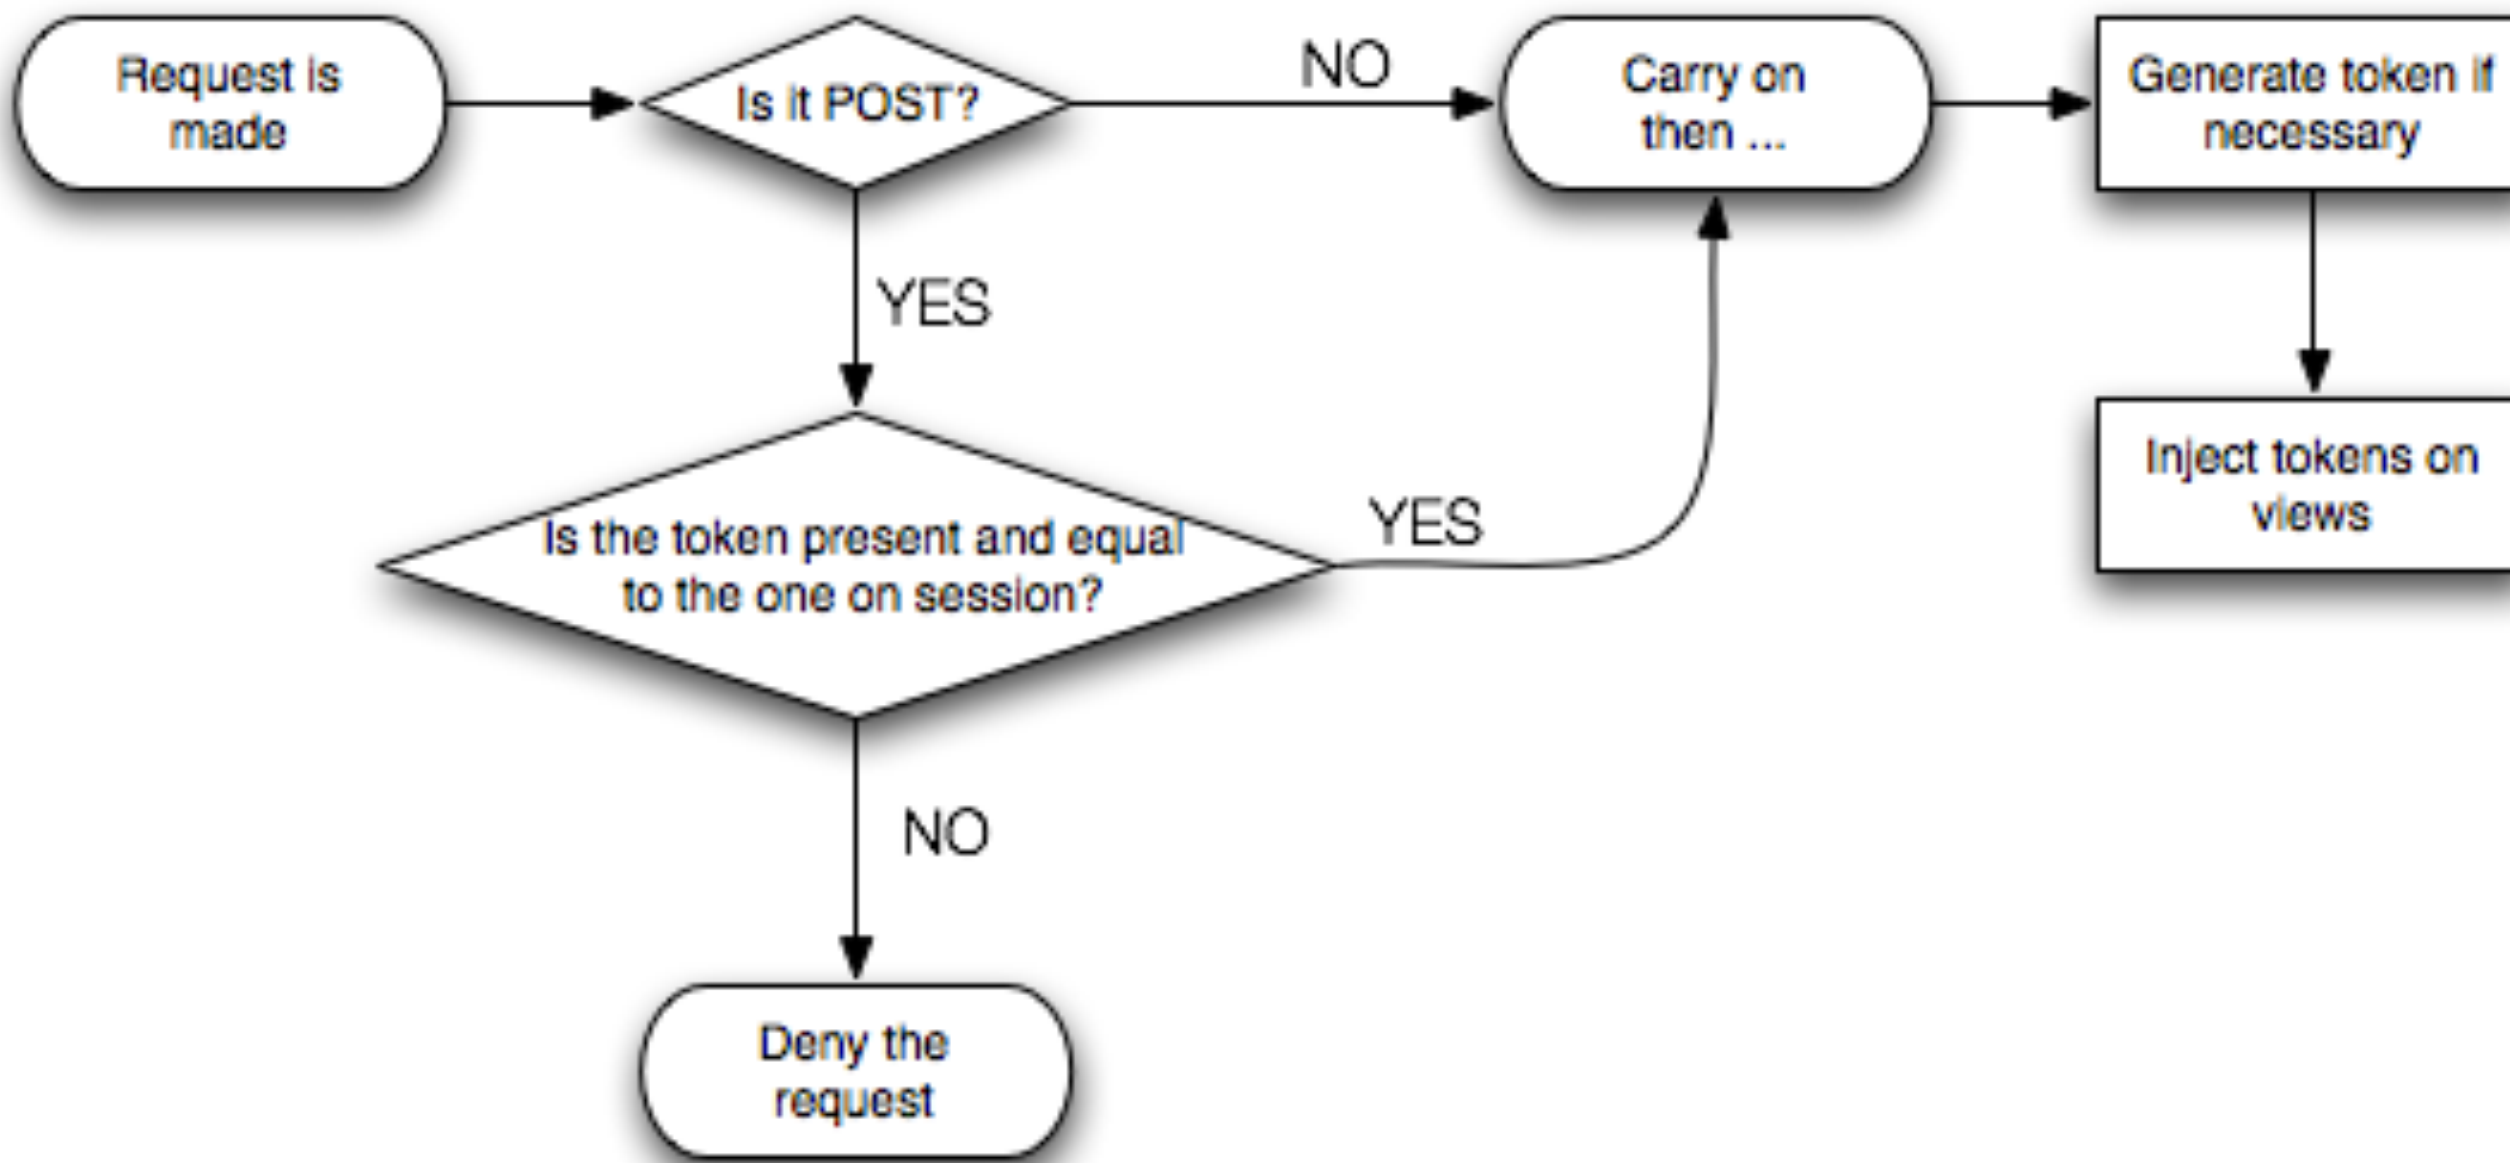 Request is
made
Is it POST?
NO
Carry on
then ...
Generate token if
necessary
YES
Inject tokens on
views
Is the token present and equal
to the one on session?
YES
NO
Deny the
request